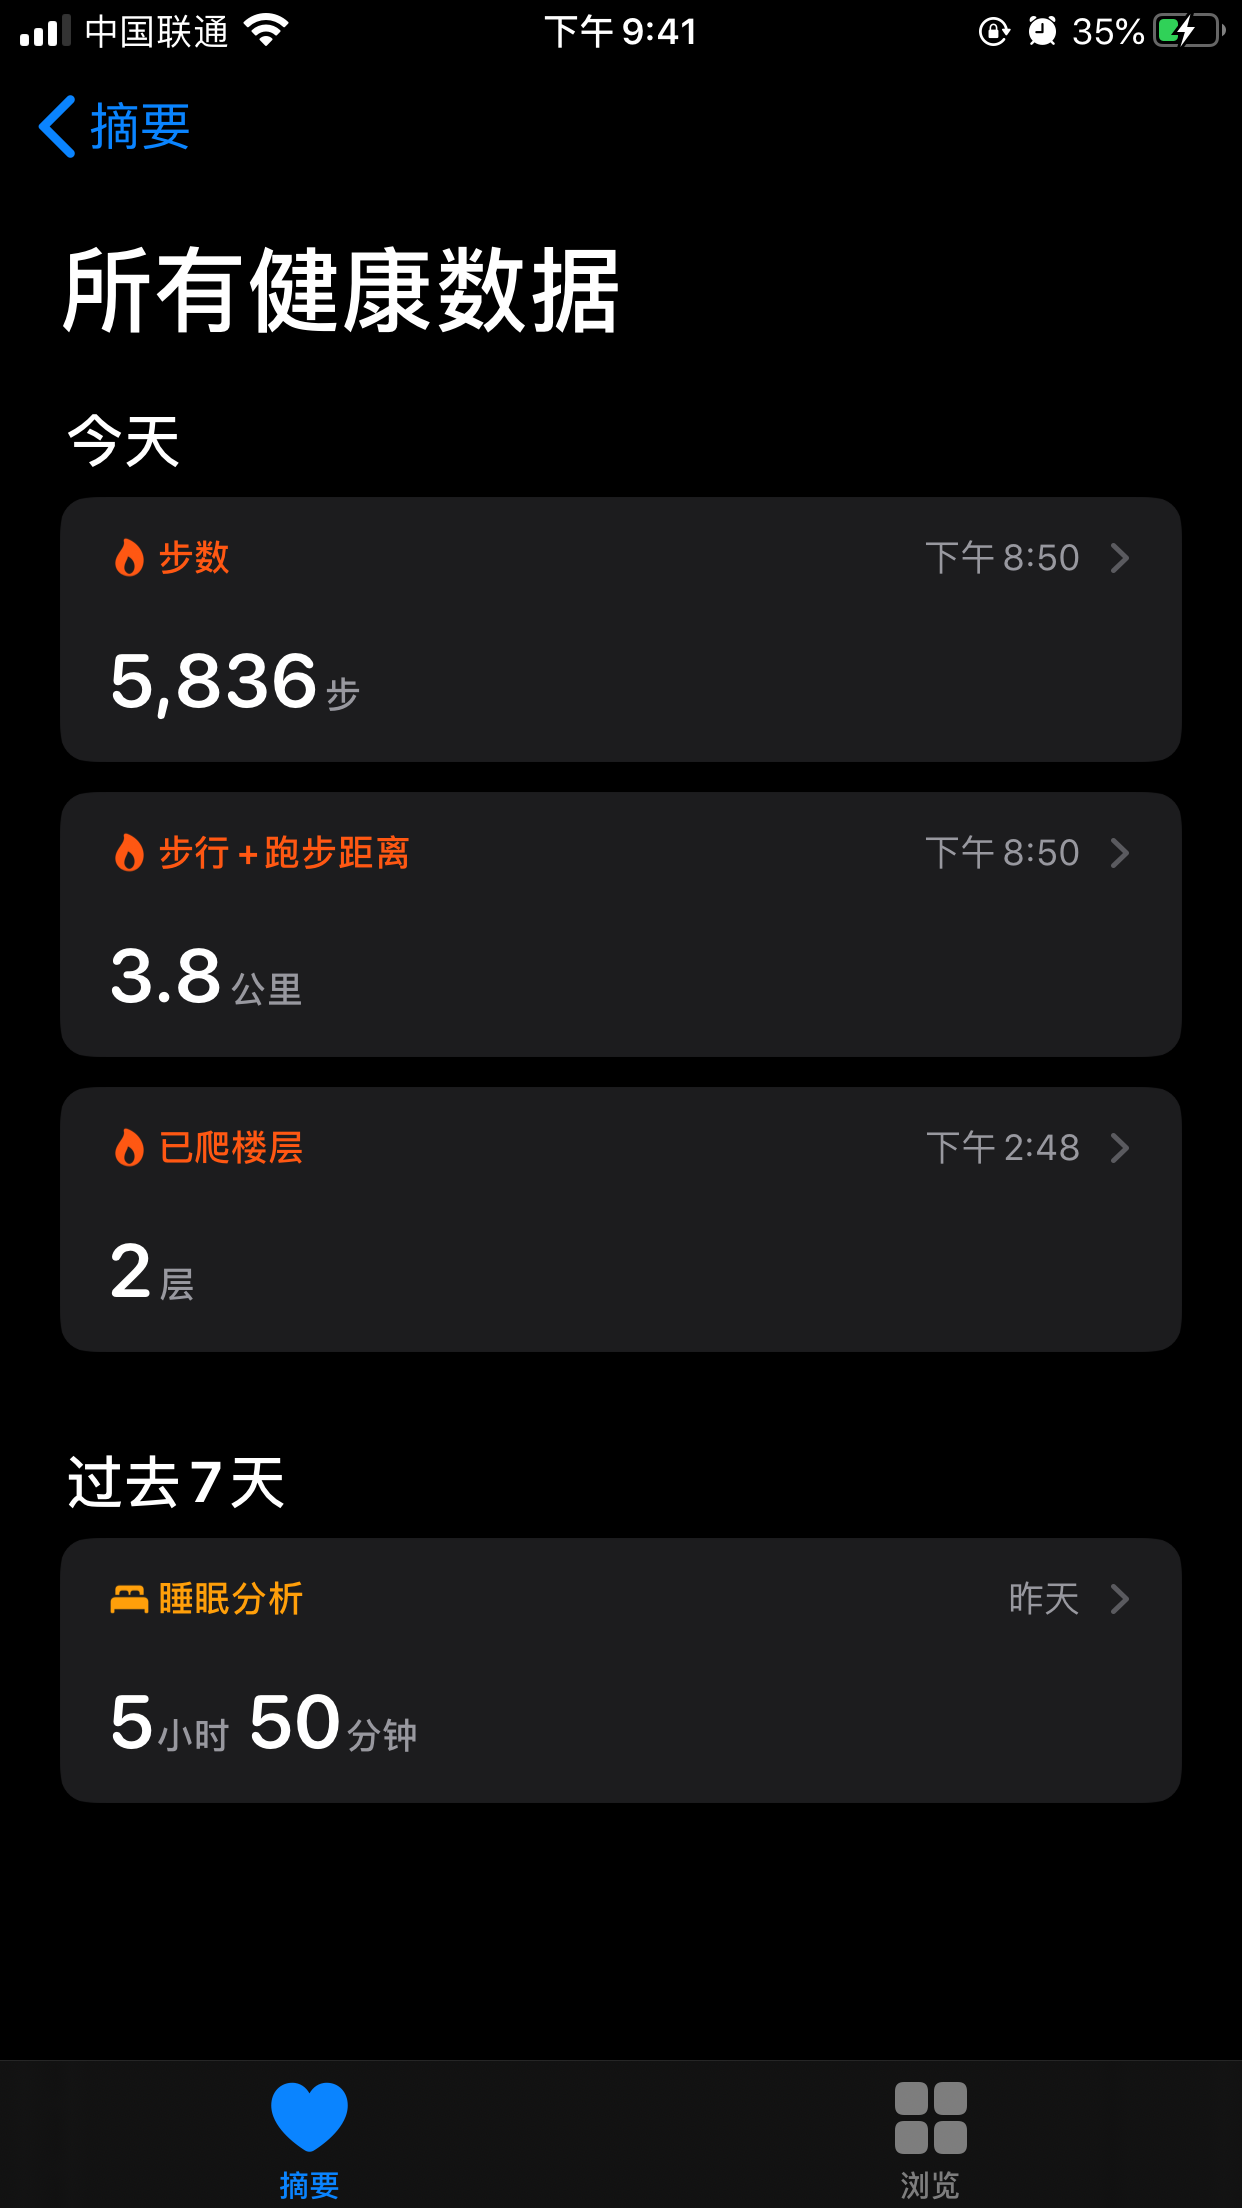 中国联通 下午 9:41 35%
摘要
所有健康数据
今天
步数 下午 8:50
5,836 步
步行 + 跑步距离 下午 8:50
3.8 公里
已爬楼层 下午 2:48
2 层
过去 7 天
睡眠分析 昨天
5小时 50分钟
摘要 浏览